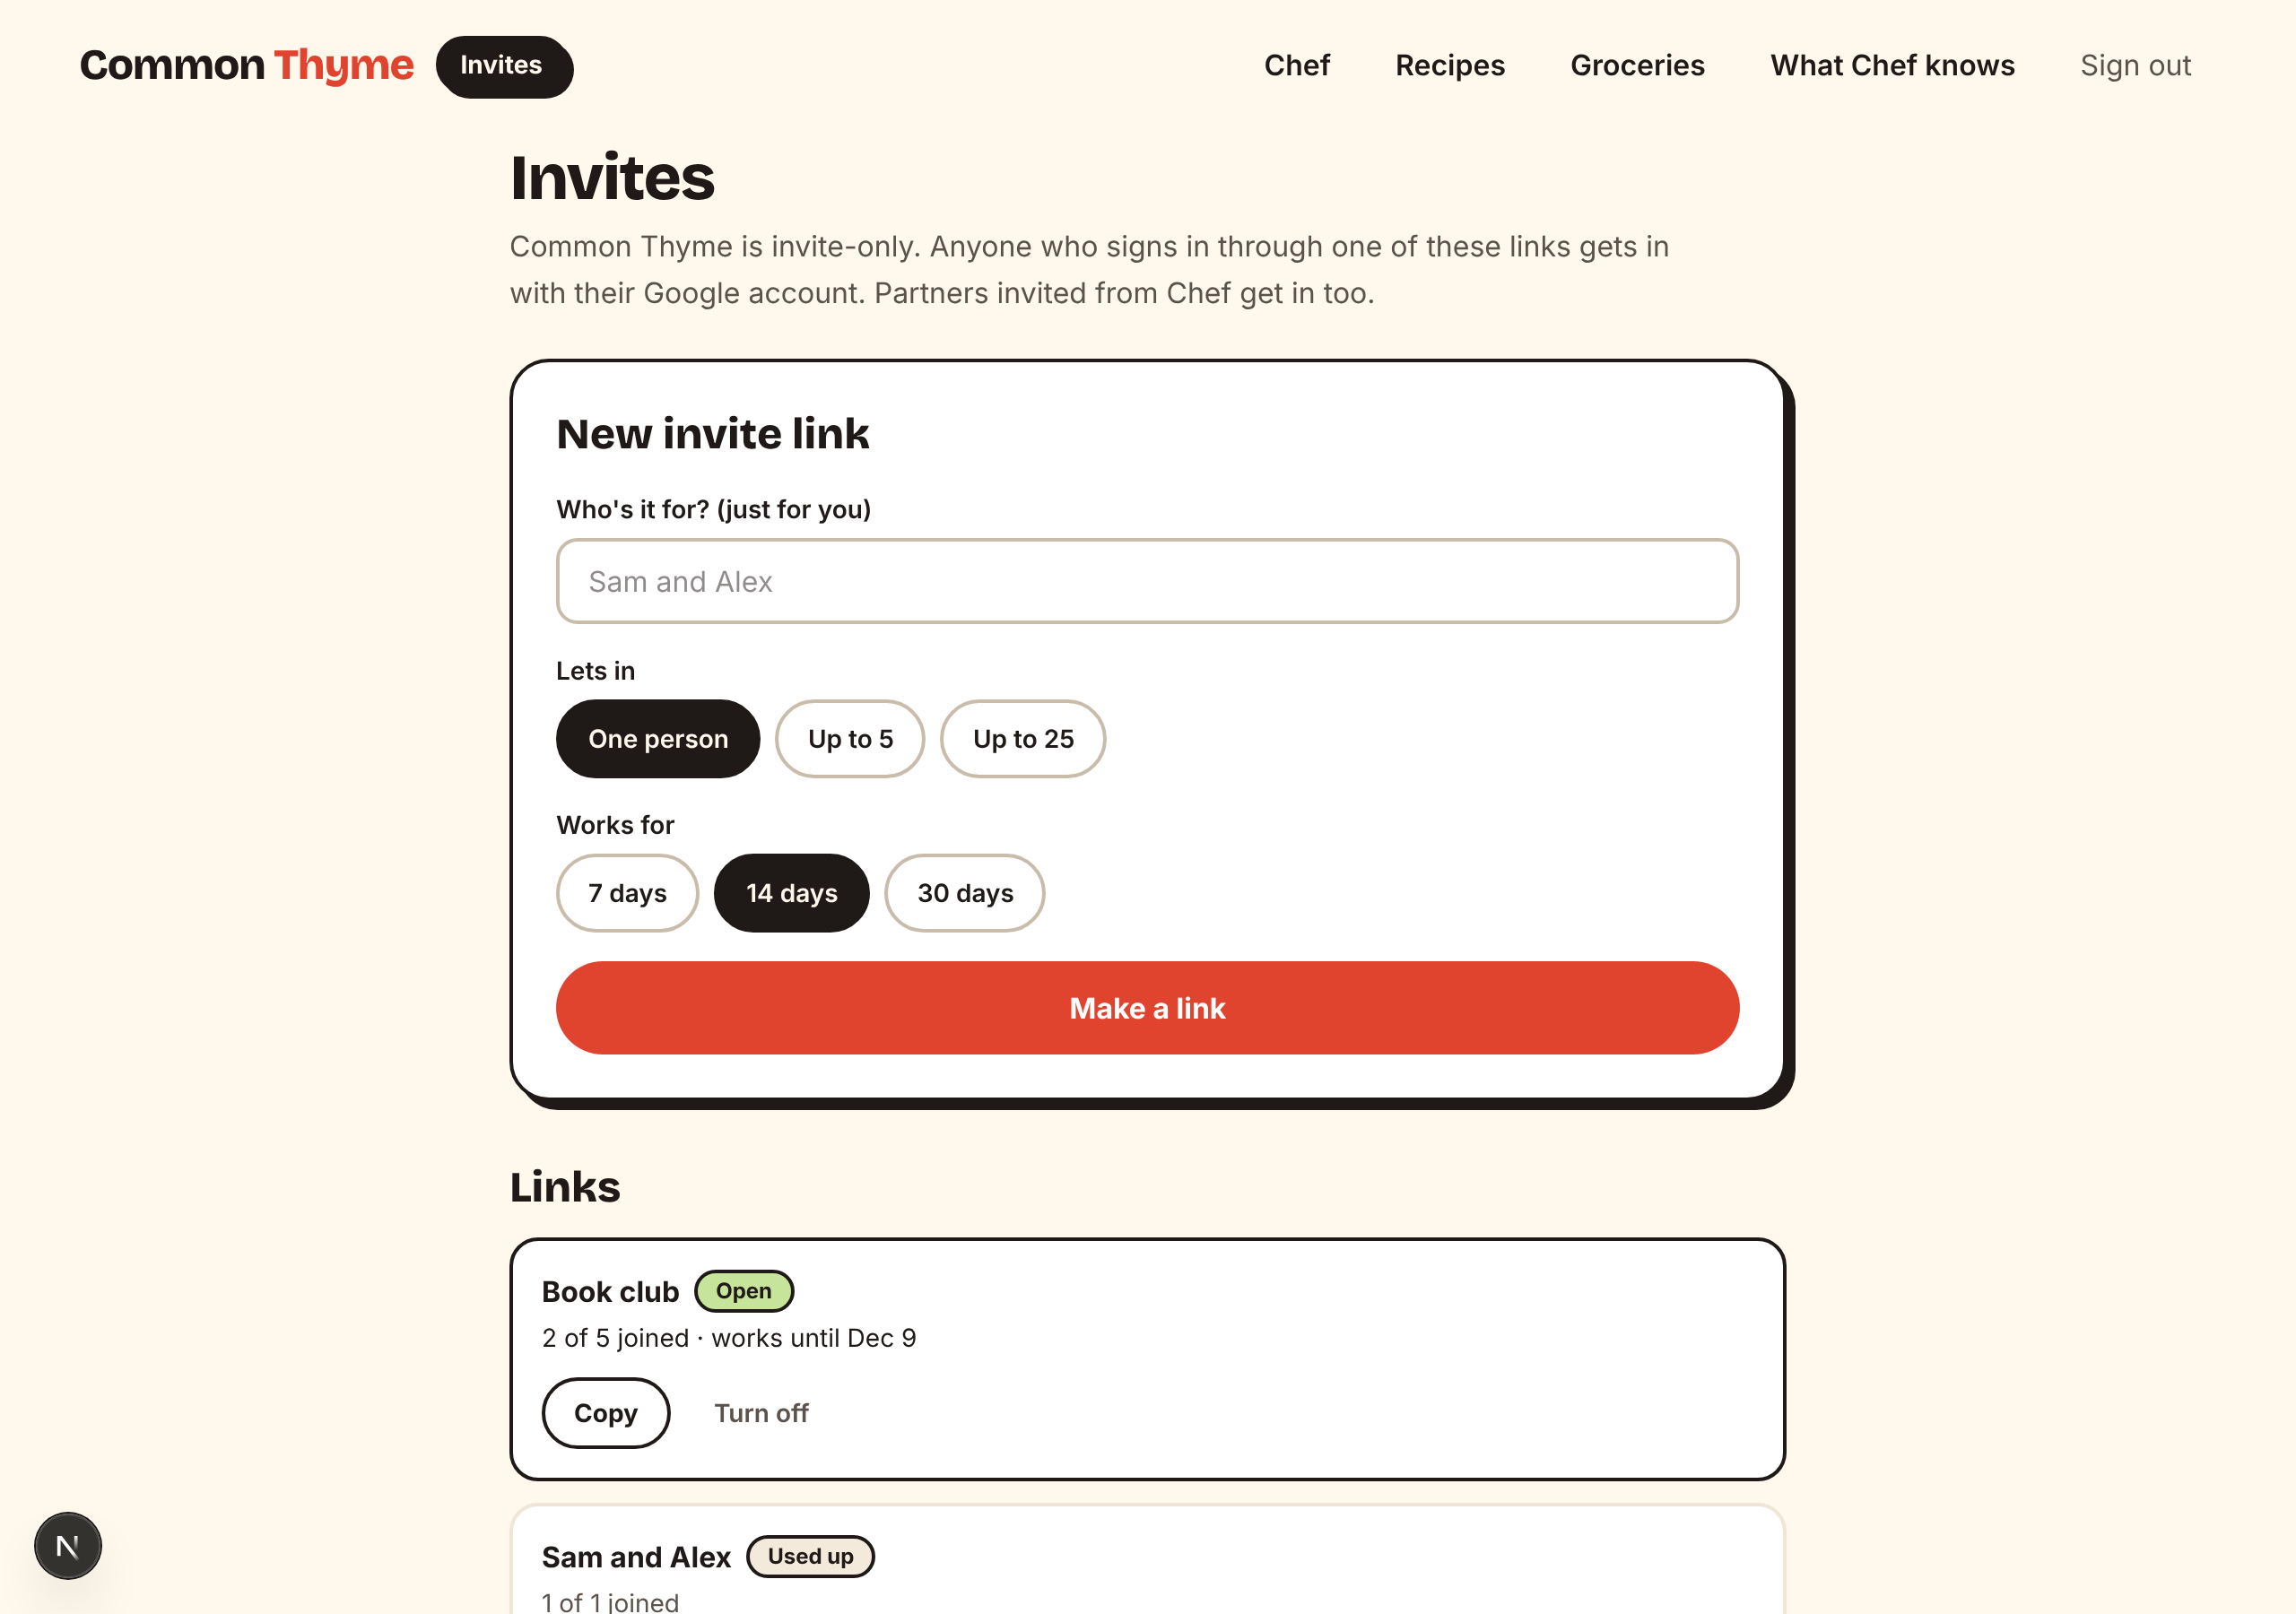 Common Thyme
Invites
Chef
Recipes
Groceries
What Chef knows
Sign out
Invites
Common Thyme is invite-only. Anyone who signs in through one of these links gets in
with their Google account. Partners invited from Chef get in too.
New invite link
Who's it for? (just for you)
Sam and Alex
Lets in
One person
Up to 5
Up to 25
Works for
7 days
14 days
30 days
Make a link
Links
Book club
Open
2 of 5 joined · works until Dec 9
Copy
Turn off
Sam and Alex
Used up
1 of 1 joined
N